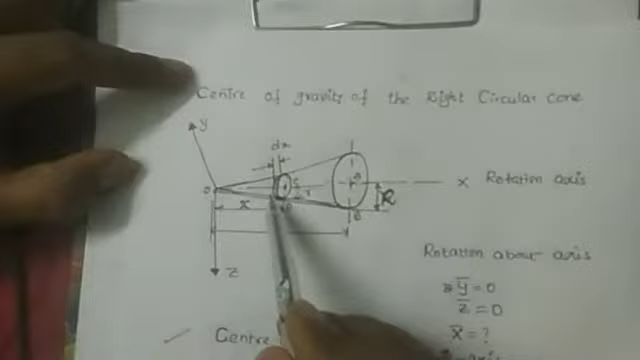 Centre of gravity of the Right Circular cone
y
dx
x Rotation axis
R
x
B
z
Rotation about axis
y̅ = 0
z̅ = 0
x̅ = ?
Centre